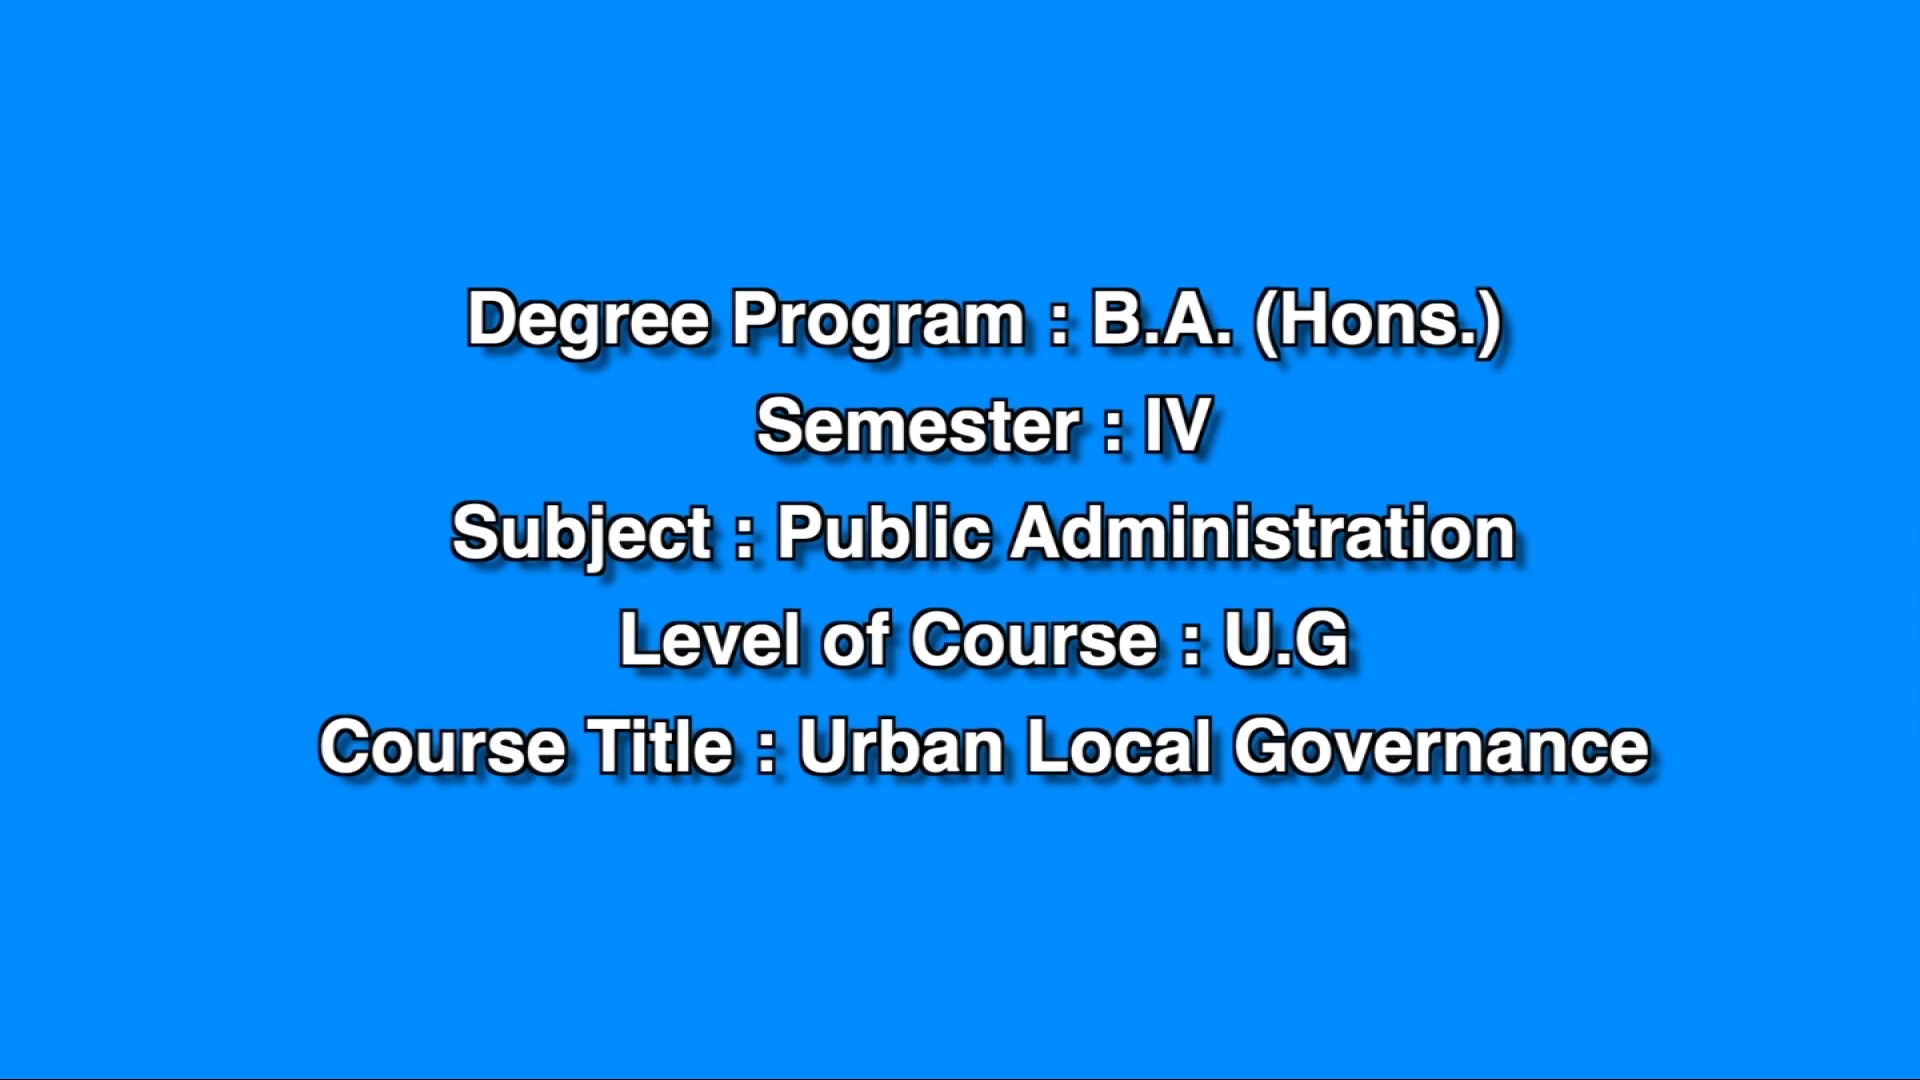 Degree Program : B.A. (Hons.)
Semester : IV
Subject : Public Administration
Level of Course : U.G
Course Title : Urban Local Governance